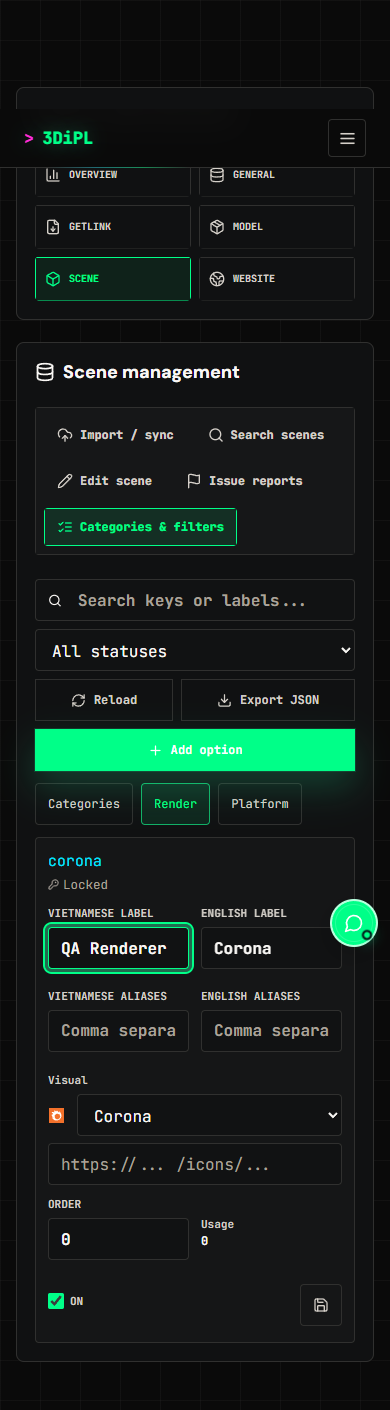 > 3DiPL
OVERVIEW
GENERAL
GETLINK
MODEL
SCENE
WEBSITE
Scene management
Import / sync
Search scenes
Edit scene
Issue reports
Categories & filters
Search keys or labels...
All statuses
Reload
Export JSON
+ Add option
Categories
Render
Platform
corona
Locked
VIETNAMESE LABEL
ENGLISH LABEL
QA Renderer
Corona
VIETNAMESE ALIASES
ENGLISH ALIASES
Comma separa
Comma separa
Visual
Corona
https://... /icons/...
ORDER
Usage
0
0
ON